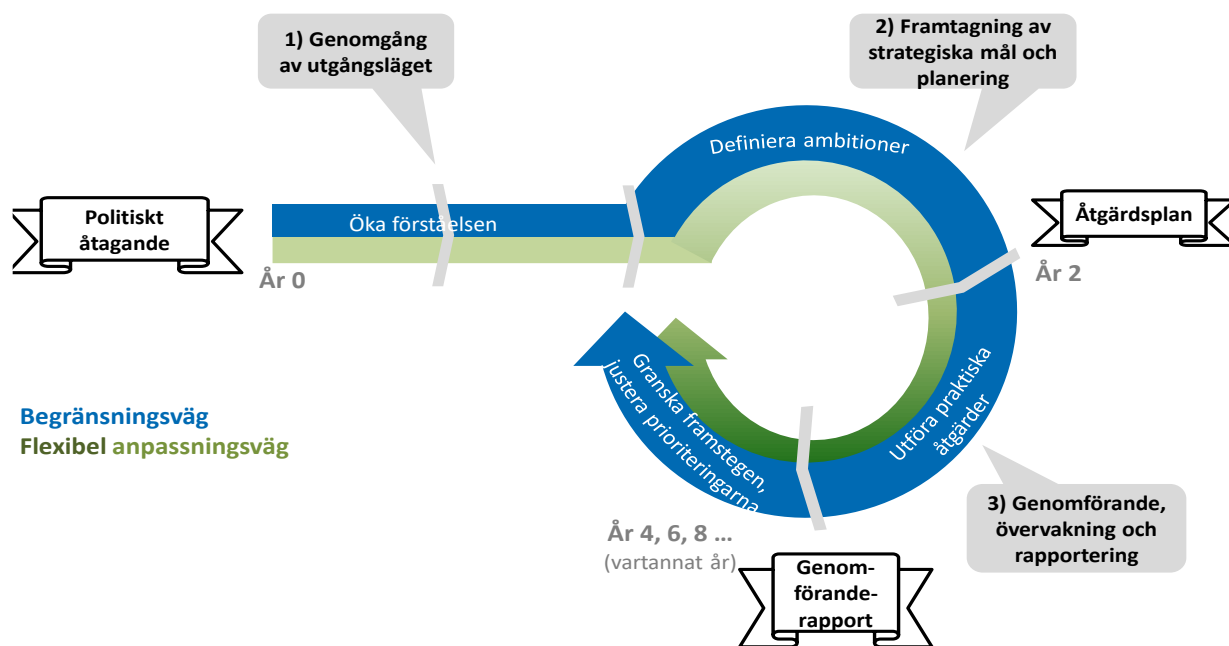 1) Genomgång
av utgångsläget
2) Framtagning av
strategiska mål och
planering
Definiera ambitioner
Politiskt
åtagande
Öka förståelsen
Åtgärdsplan
År 0
År 2
Granska framstegen,
justera prioriteringarna
Utföra praktiska
åtgärder
Begränsningsväg
Flexibel anpassningsväg
3) Genomförande,
övervakning och
rapportering
År 4, 6, 8 ...
(vartannat år)
Genom-
förande-
rapport